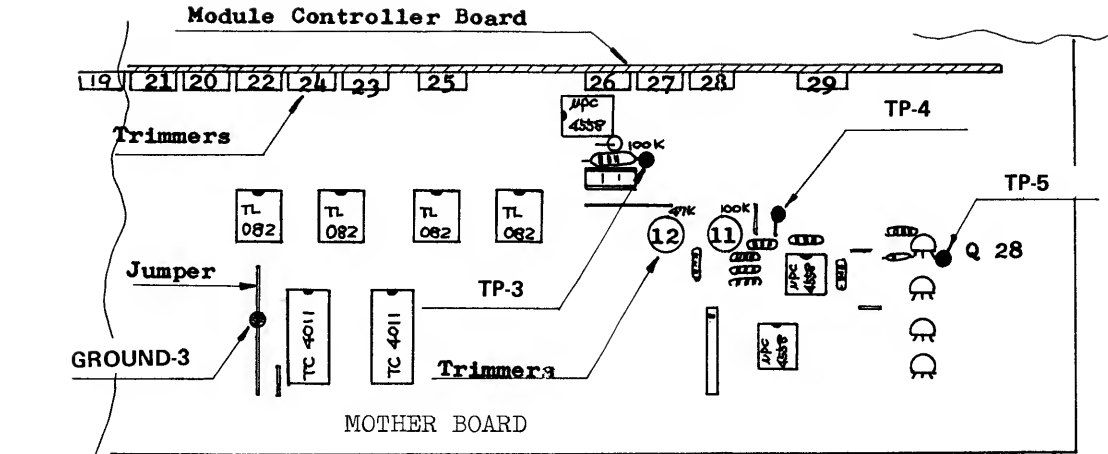 Module Controller Board
19 21 20 22 24 23 25 26 27 28 29
µpc
4558
TP-4
Trimmers
100K
TP-5
TL
082
TL
082
TL
082
TL
082
47K
100K
12
11
Q 28
Jumper
TP-3
µpc
4558
GROUND-3
TC 4011
TC 4011
Trimmers
µpc
4558
MOTHER BOARD